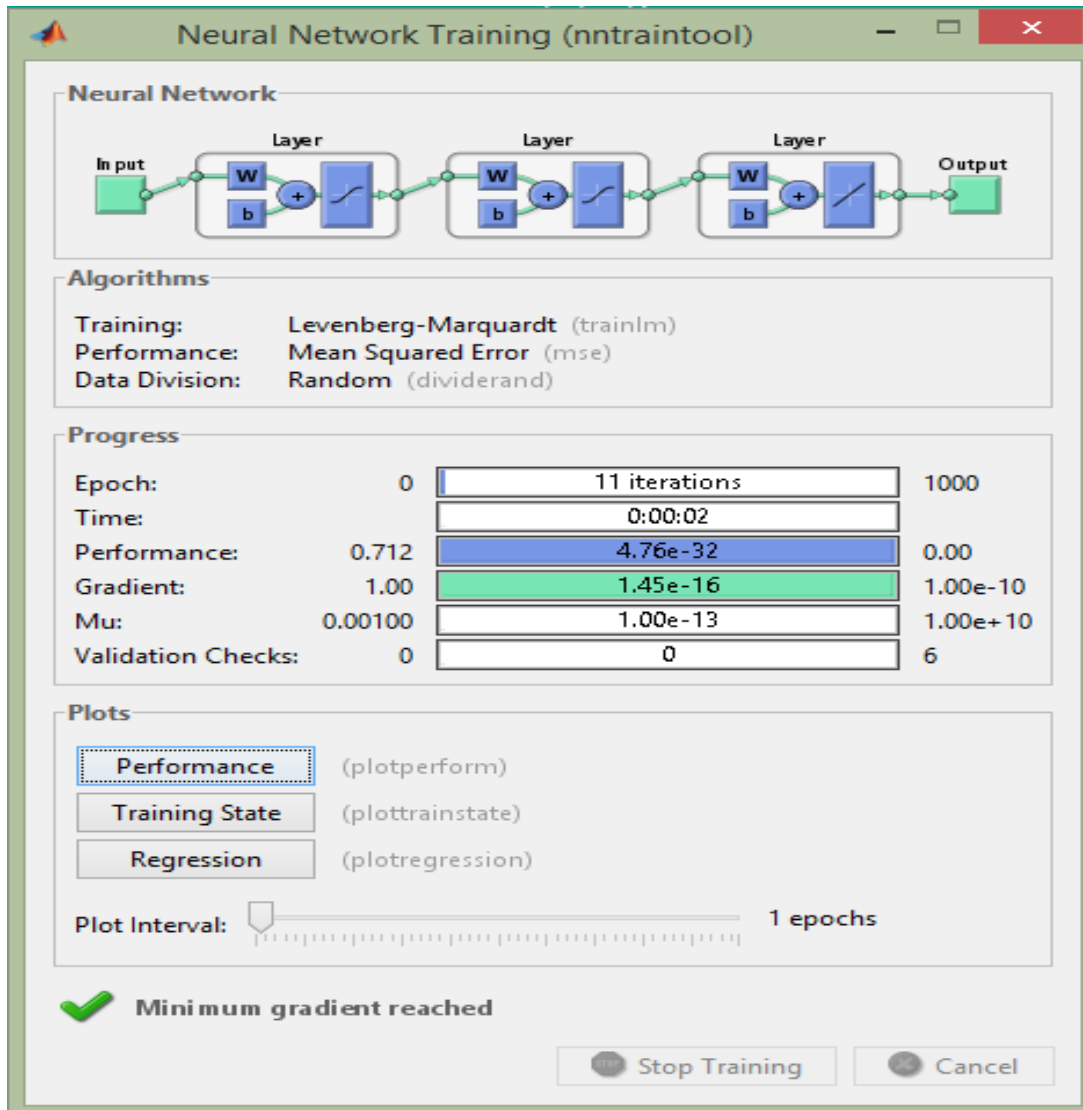 Neural Network Training (nntraintool)
Neural Network
Layer Layer Layer
Input Output
W W W
+ + +
b b b
Algorithms
Training: Levenberg-Marquardt (trainlm)
Performance: Mean Squared Error (mse)
Data Division: Random (dividerand)
Progress
Epoch: 0 11 iterations 1000
Time: 0:00:02
Performance: 0.712 4.76e-32 0.00
Gradient: 1.00 1.45e-16 1.00e-10
Mu: 0.00100 1.00e-13 1.00e+10
Validation Checks: 0 0 6
Plots
Performance (plotperform)
Training State (plottrainstate)
Regression (plotregression)
Plot Interval: 1 epochs
Minimum gradient reached
STOP Stop Training Cancel